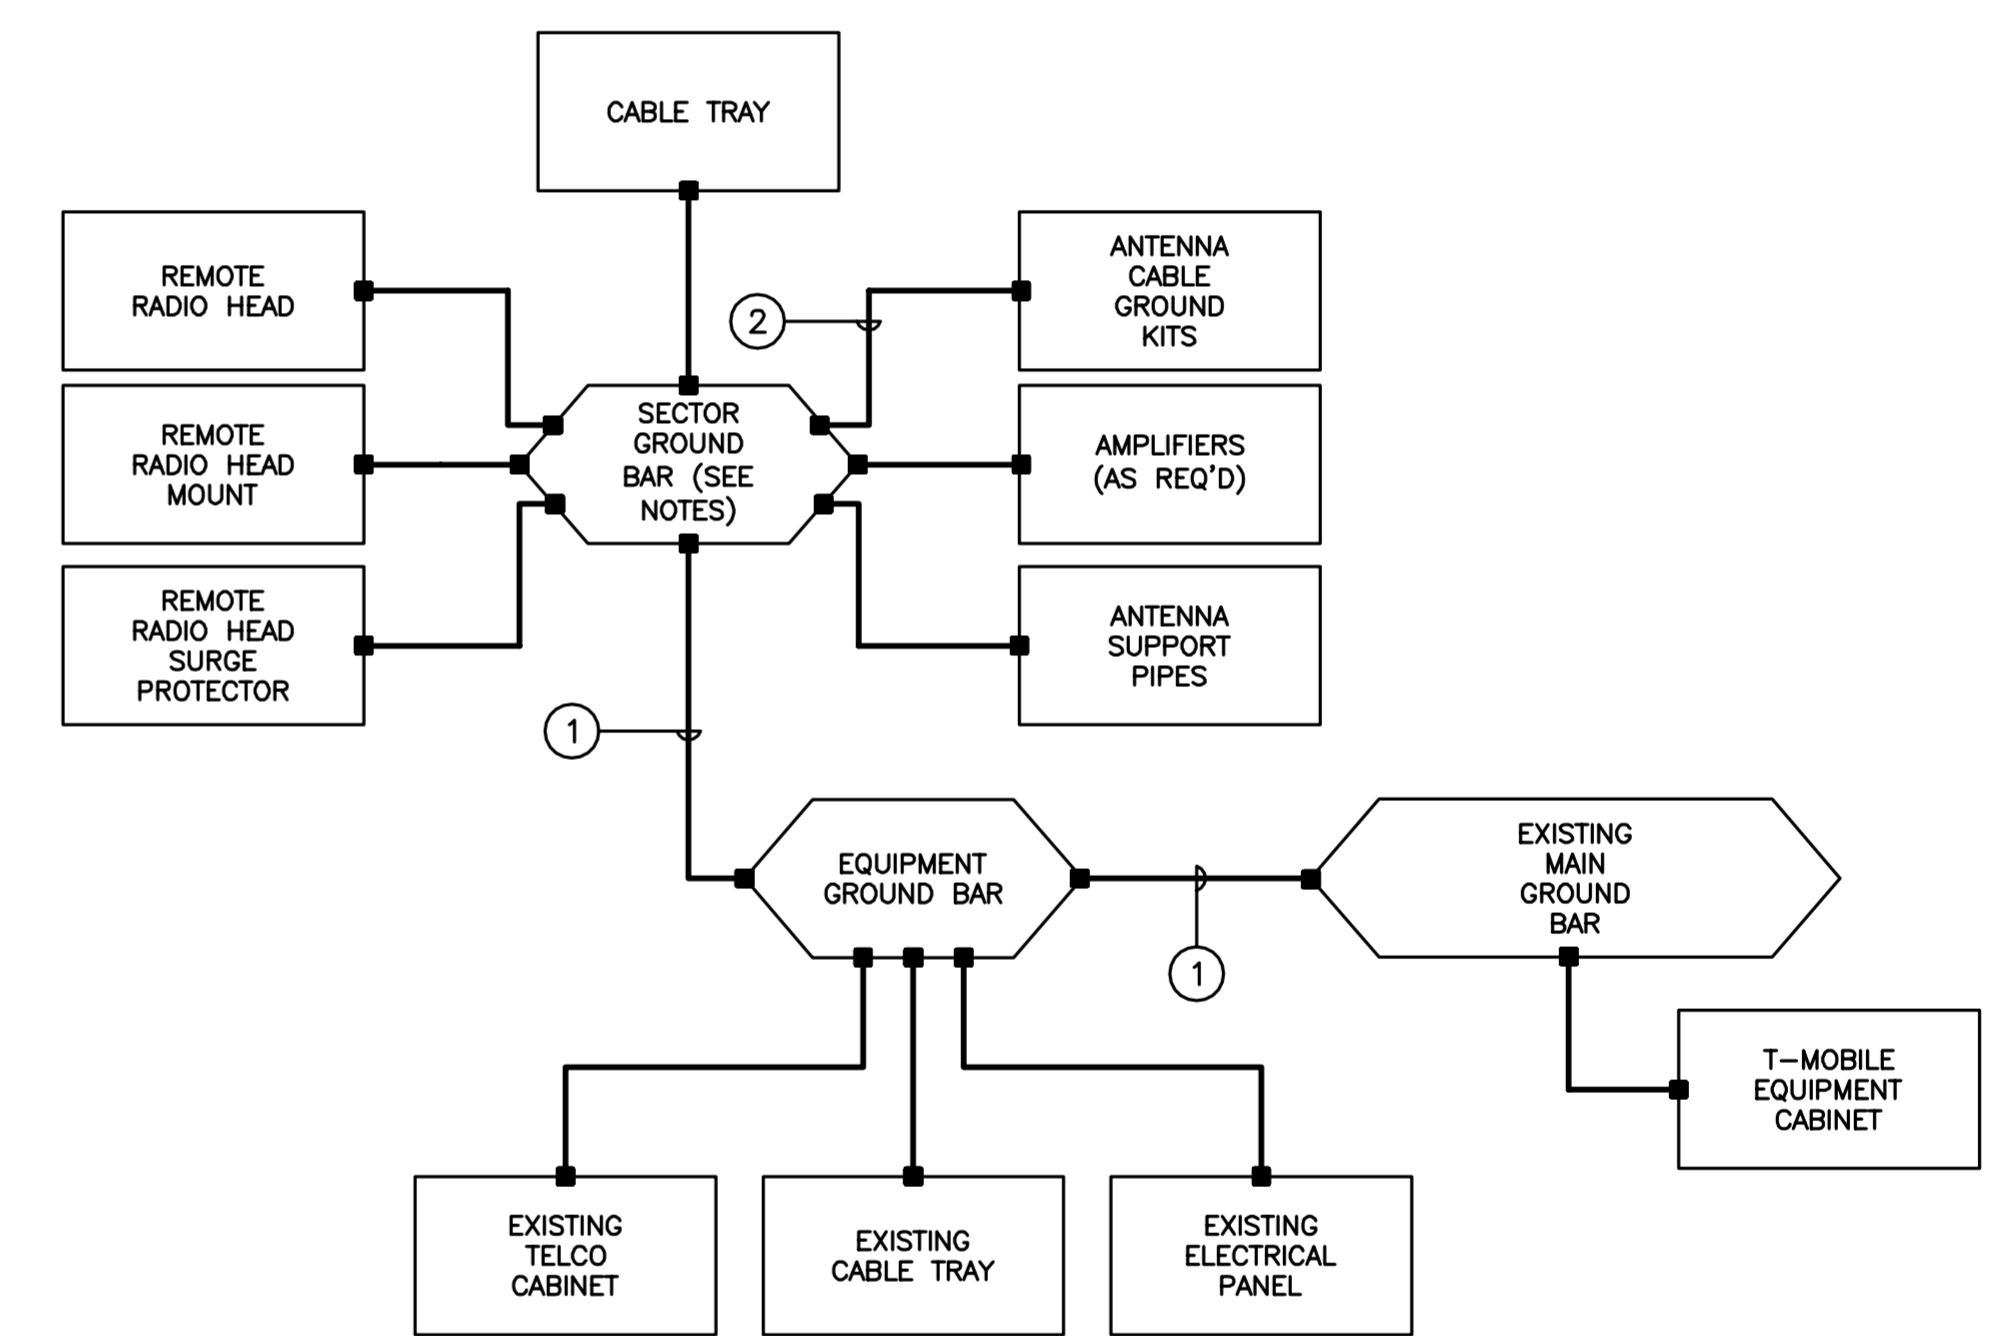 CABLE TRAY
REMOTE
RADIO HEAD
ANTENNA
CABLE
GROUND
KITS
2
REMOTE
RADIO HEAD
MOUNT
SECTOR
GROUND
BAR (SEE
NOTES)
AMPLIFIERS
(AS REQ'D)
REMOTE
RADIO HEAD
SURGE
PROTECTOR
ANTENNA
SUPPORT
PIPES
1
EQUIPMENT
GROUND BAR
EXISTING
MAIN
GROUND
BAR
1
T-MOBILE
EQUIPMENT
CABINET
EXISTING
TELCO
CABINET
EXISTING
CABLE TRAY
EXISTING
ELECTRICAL
PANEL